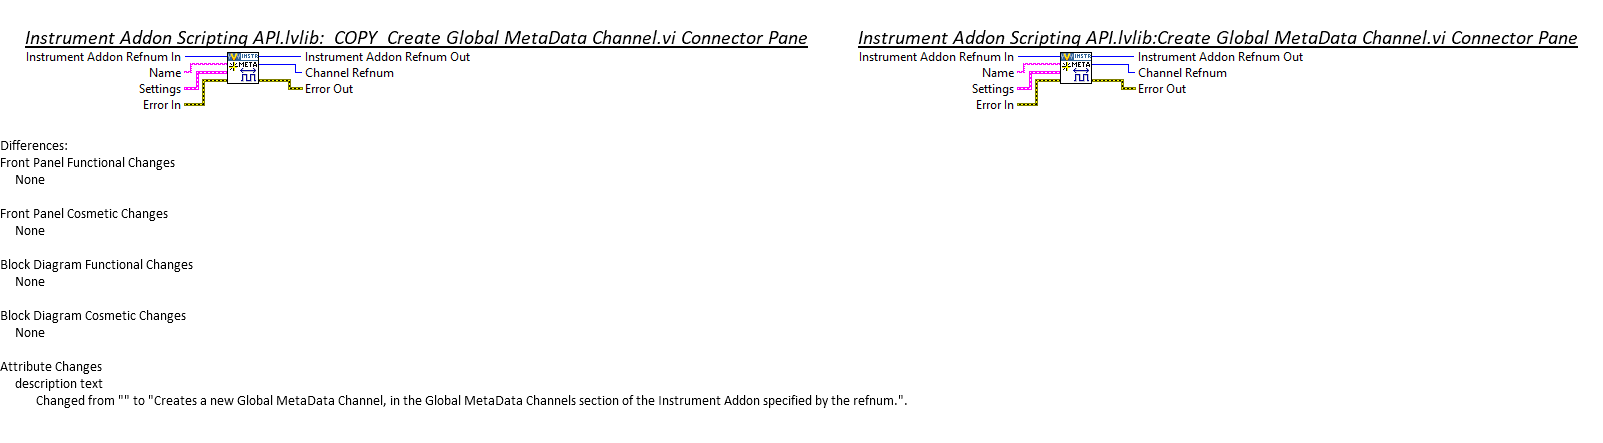 Instrument Addon Scripting API.lvlib:_COPY_Create Global MetaData Channel.vi Connector Pane
Instrument Addon Refnum In
INSTR
Instrument Addon Refnum Out
Name
META
Channel Refnum
Settings
Error Out
Error In
Instrument Addon Scripting API.lvlib:Create Global MetaData Channel.vi Connector Pane
Instrument Addon Refnum In
INSTR
Instrument Addon Refnum Out
Name
META
Channel Refnum
Settings
Error Out
Error In
Differences:
Front Panel Functional Changes
None
Front Panel Cosmetic Changes
None
Block Diagram Functional Changes
None
Block Diagram Cosmetic Changes
None
Attribute Changes
description text
Changed from "" to "Creates a new Global MetaData Channel, in the Global MetaData Channels section of the Instrument Addon specified by the refnum.".